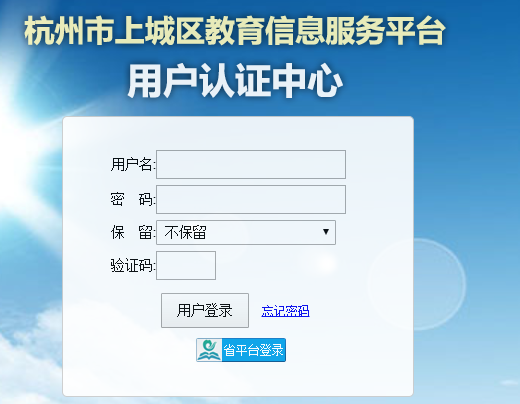 杭州市上城区教育信息服务平台
用户认证中心
用户名:
密 码:
保 留: 不保留
验证码:
用户登录 忘记密码
省平台登录